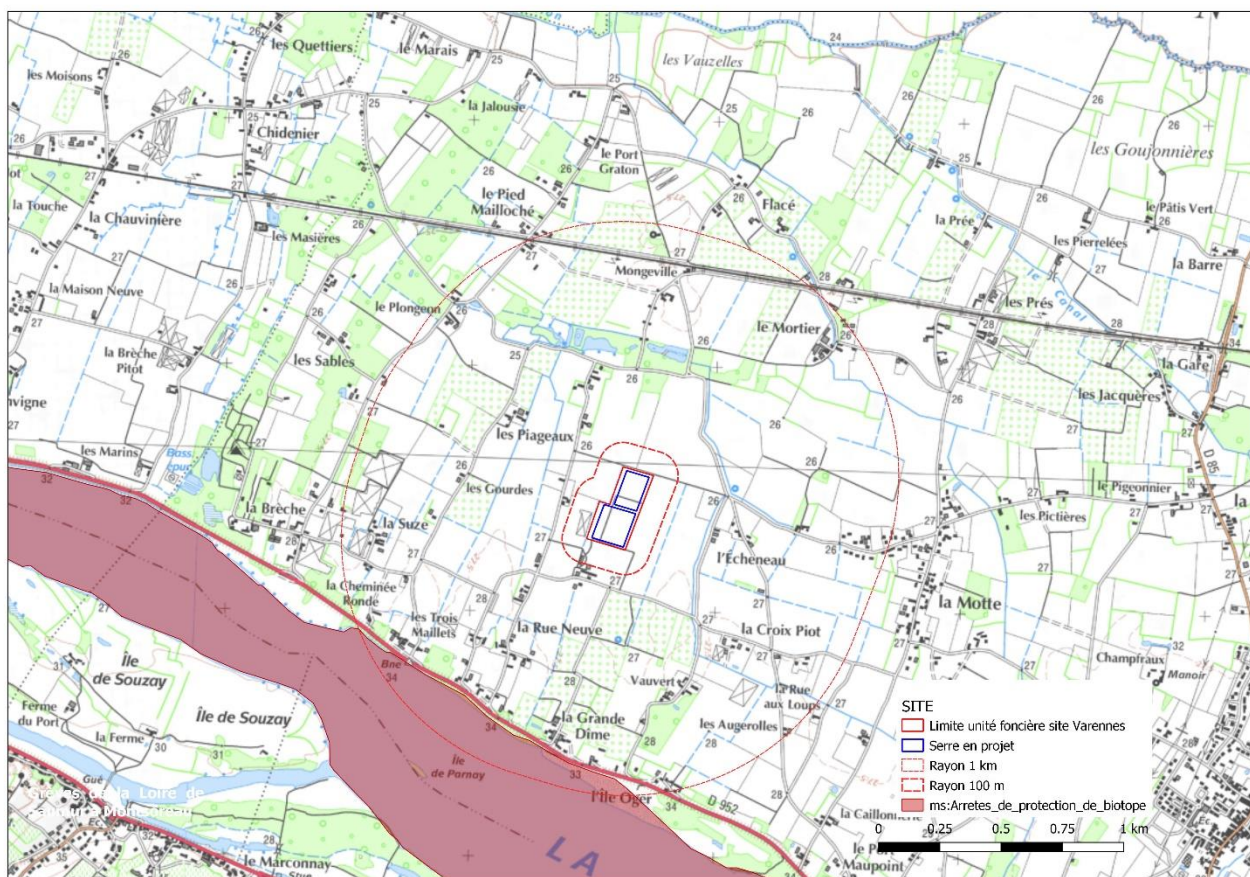 les Quettiers
le Marais
les Vauzelles
les Moisons
la Jalousie
Chidenier
le Port
Graton
les Goujonnières
le Pied
Mailloché
Flacé
la Touche
la Chauvinière
les Masières
la Prée
le Pâtis Vert
les Pierrelées
la Barre
Mongeville
la Maison Neuve
le Plongeon
les Prés
le Canal
le Mortier
la Brèche
Pitot
les Sables
la Gare
les Jacquères
les Piageaux
les Marins
D 85
le Pigeonnier
les Gourdes
la Brèche
la Suze
les Pictières
l'Echeneau
la Cheminée
Ronde
la Motte
les Trois
Maillets
la Rue Neuve
la Croix Piot
Île
de Souzay
Bne
34
Champfraux
Manoir
Vauvert
la Rue
aux Loups
Île de Souzay
Ferme
du Port
la Ferme
la Grande
Dime
les Augerolles
Île
de Parnay
Gué
l'Île Oger
D 952
LA
le Marconnay
Maupoint
SITE
Limite unité foncière site Varennes
Serre en projet
Rayon 1 km
Rayon 100 m
ms:Arretes_de_protection_de_biotope
0 0.25 0.5 0.75 1 km